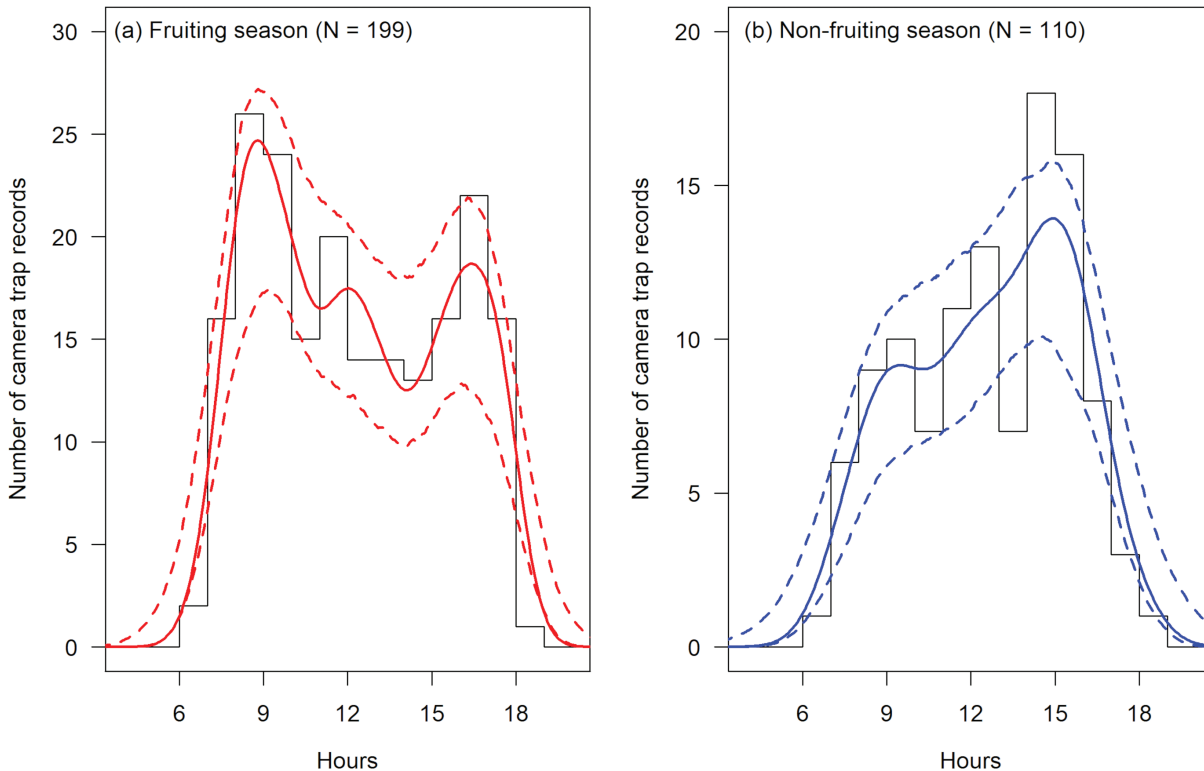 (a) Fruiting season (N = 199)
Number of camera trap records
30
25
20
15
10
5
0
6 9 12 15 18
Hours
(b) Non-fruiting season (N = 110)
Number of camera trap records
20
15
10
5
0
6 9 12 15 18
Hours